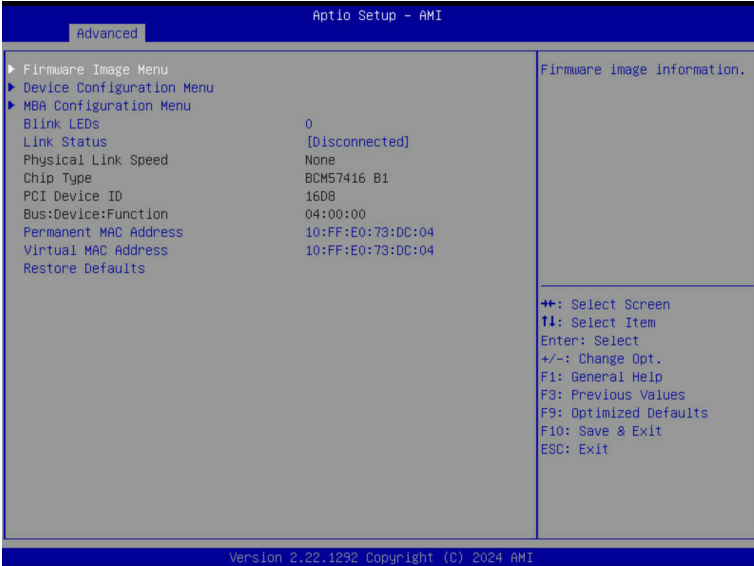 Aptio Setup – AMI
Advanced
▶ Firmware Image Menu
▶ Device Configuration Menu
▶ MBA Configuration Menu
Blink LEDs 0
Link Status [Disconnected]
Physical Link Speed None
Chip Type BCM57416 B1
PCI Device ID 16D8
Bus:Device:Function 04:00:00
Permanent MAC Address 10:FF:E0:73:DC:04
Virtual MAC Address 10:FF:E0:73:DC:04
Restore Defaults
Firmware image information.
→←: Select Screen
↑↓: Select Item
Enter: Select
+/-: Change Opt.
F1: General Help
F3: Previous Values
F9: Optimized Defaults
F10: Save & Exit
ESC: Exit
Version 2.22.1292 Copyright (C) 2024 AMI